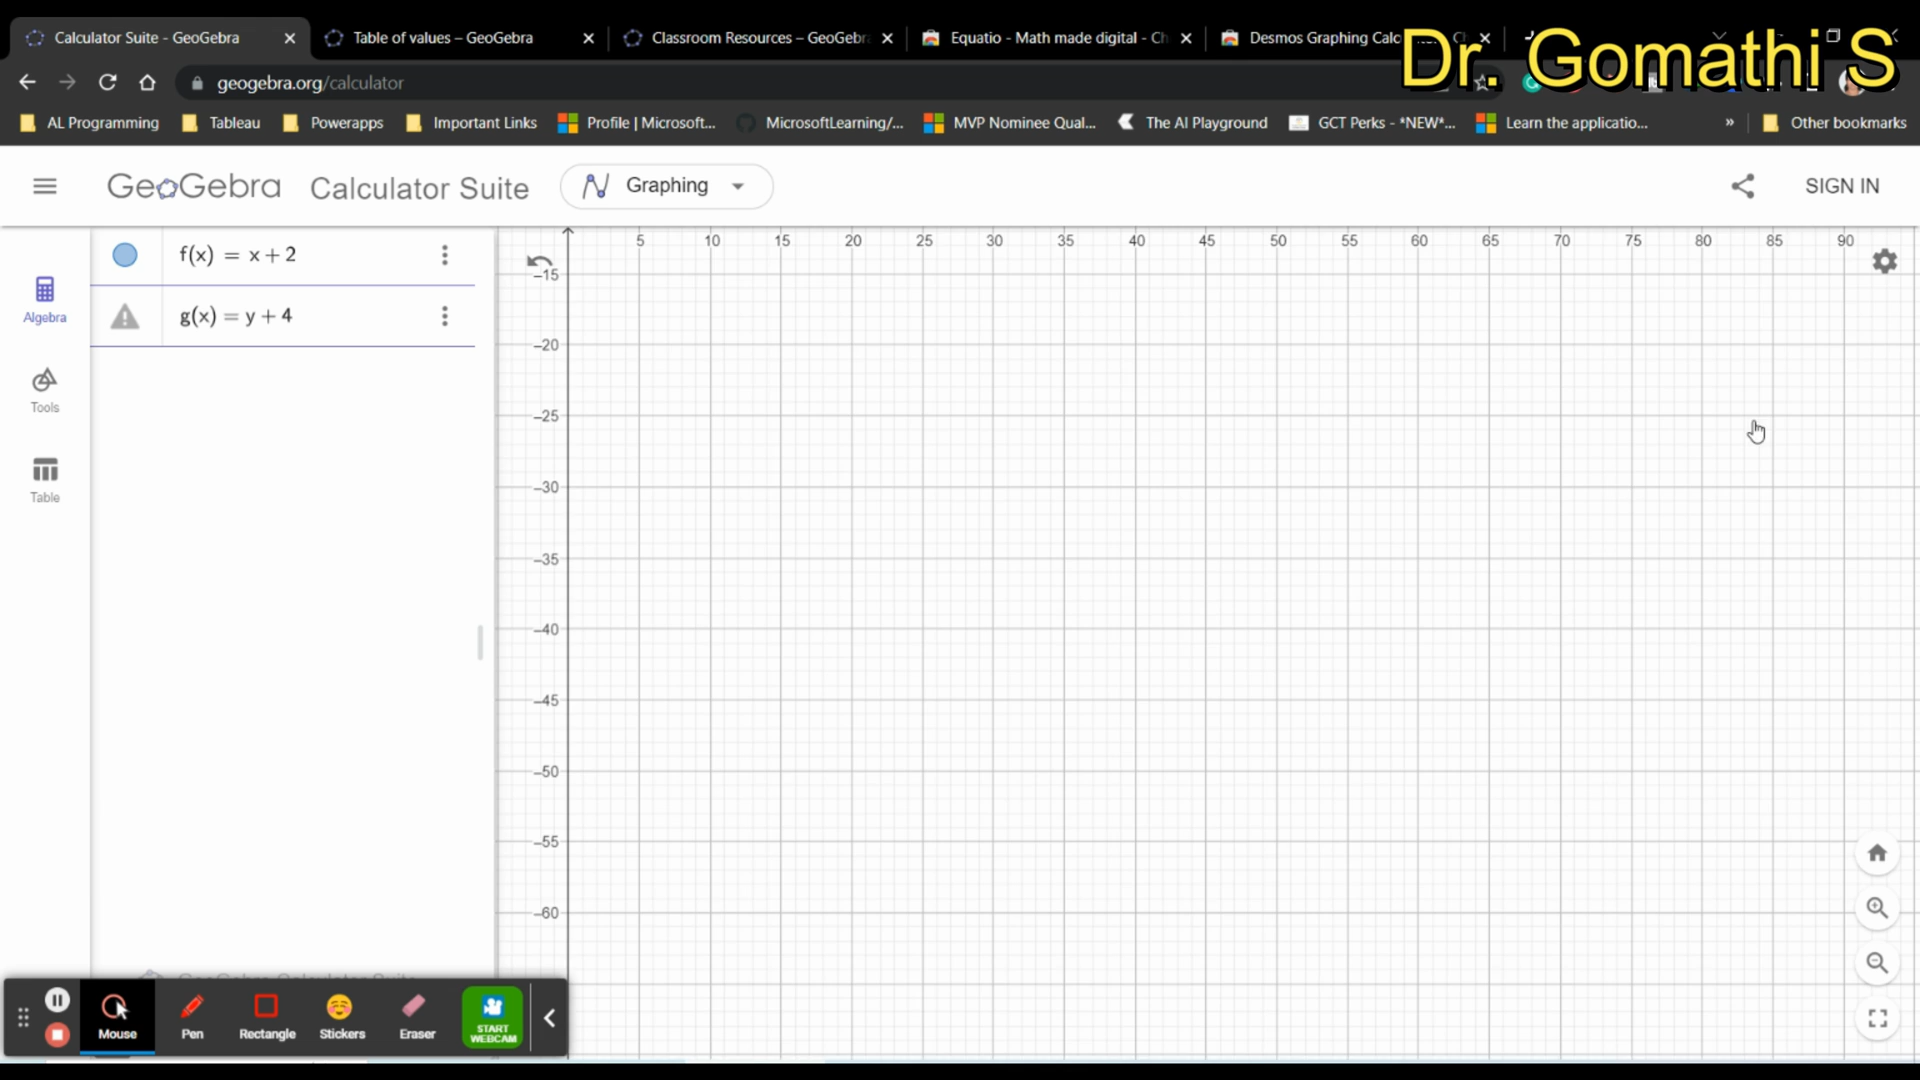 Calculator Suite - GeoGebra
Table of values – GeoGebra
Classroom Resources – GeoGebr
Equatio - Math made digital - Ch
Desmos Graphing Calc
Dr. Gomathi S
geogebra.org/calculator
AL Programming
Tableau
Powerapps
Important Links
Profile | Microsoft...
MicrosoftLearning/...
MVP Nominee Qual...
The AI Playground
GCT Perks - *NEW*...
Learn the applicatio...
»
Other bookmarks
GeoGebra
Calculator Suite
Graphing
SIGN IN
f(x) = x + 2
g(x) = y + 4
Algebra
Tools
Table
5 10 15 20 25 30 35 40 45 50 55 60 65 70 75 80 85 90
–15
–20
–25
–30
–35
–40
–45
–50
–55
–60
GeoGebra Calculator Suite
Mouse
Pen
Rectangle
Stickers
Eraser
START
WEBCAM